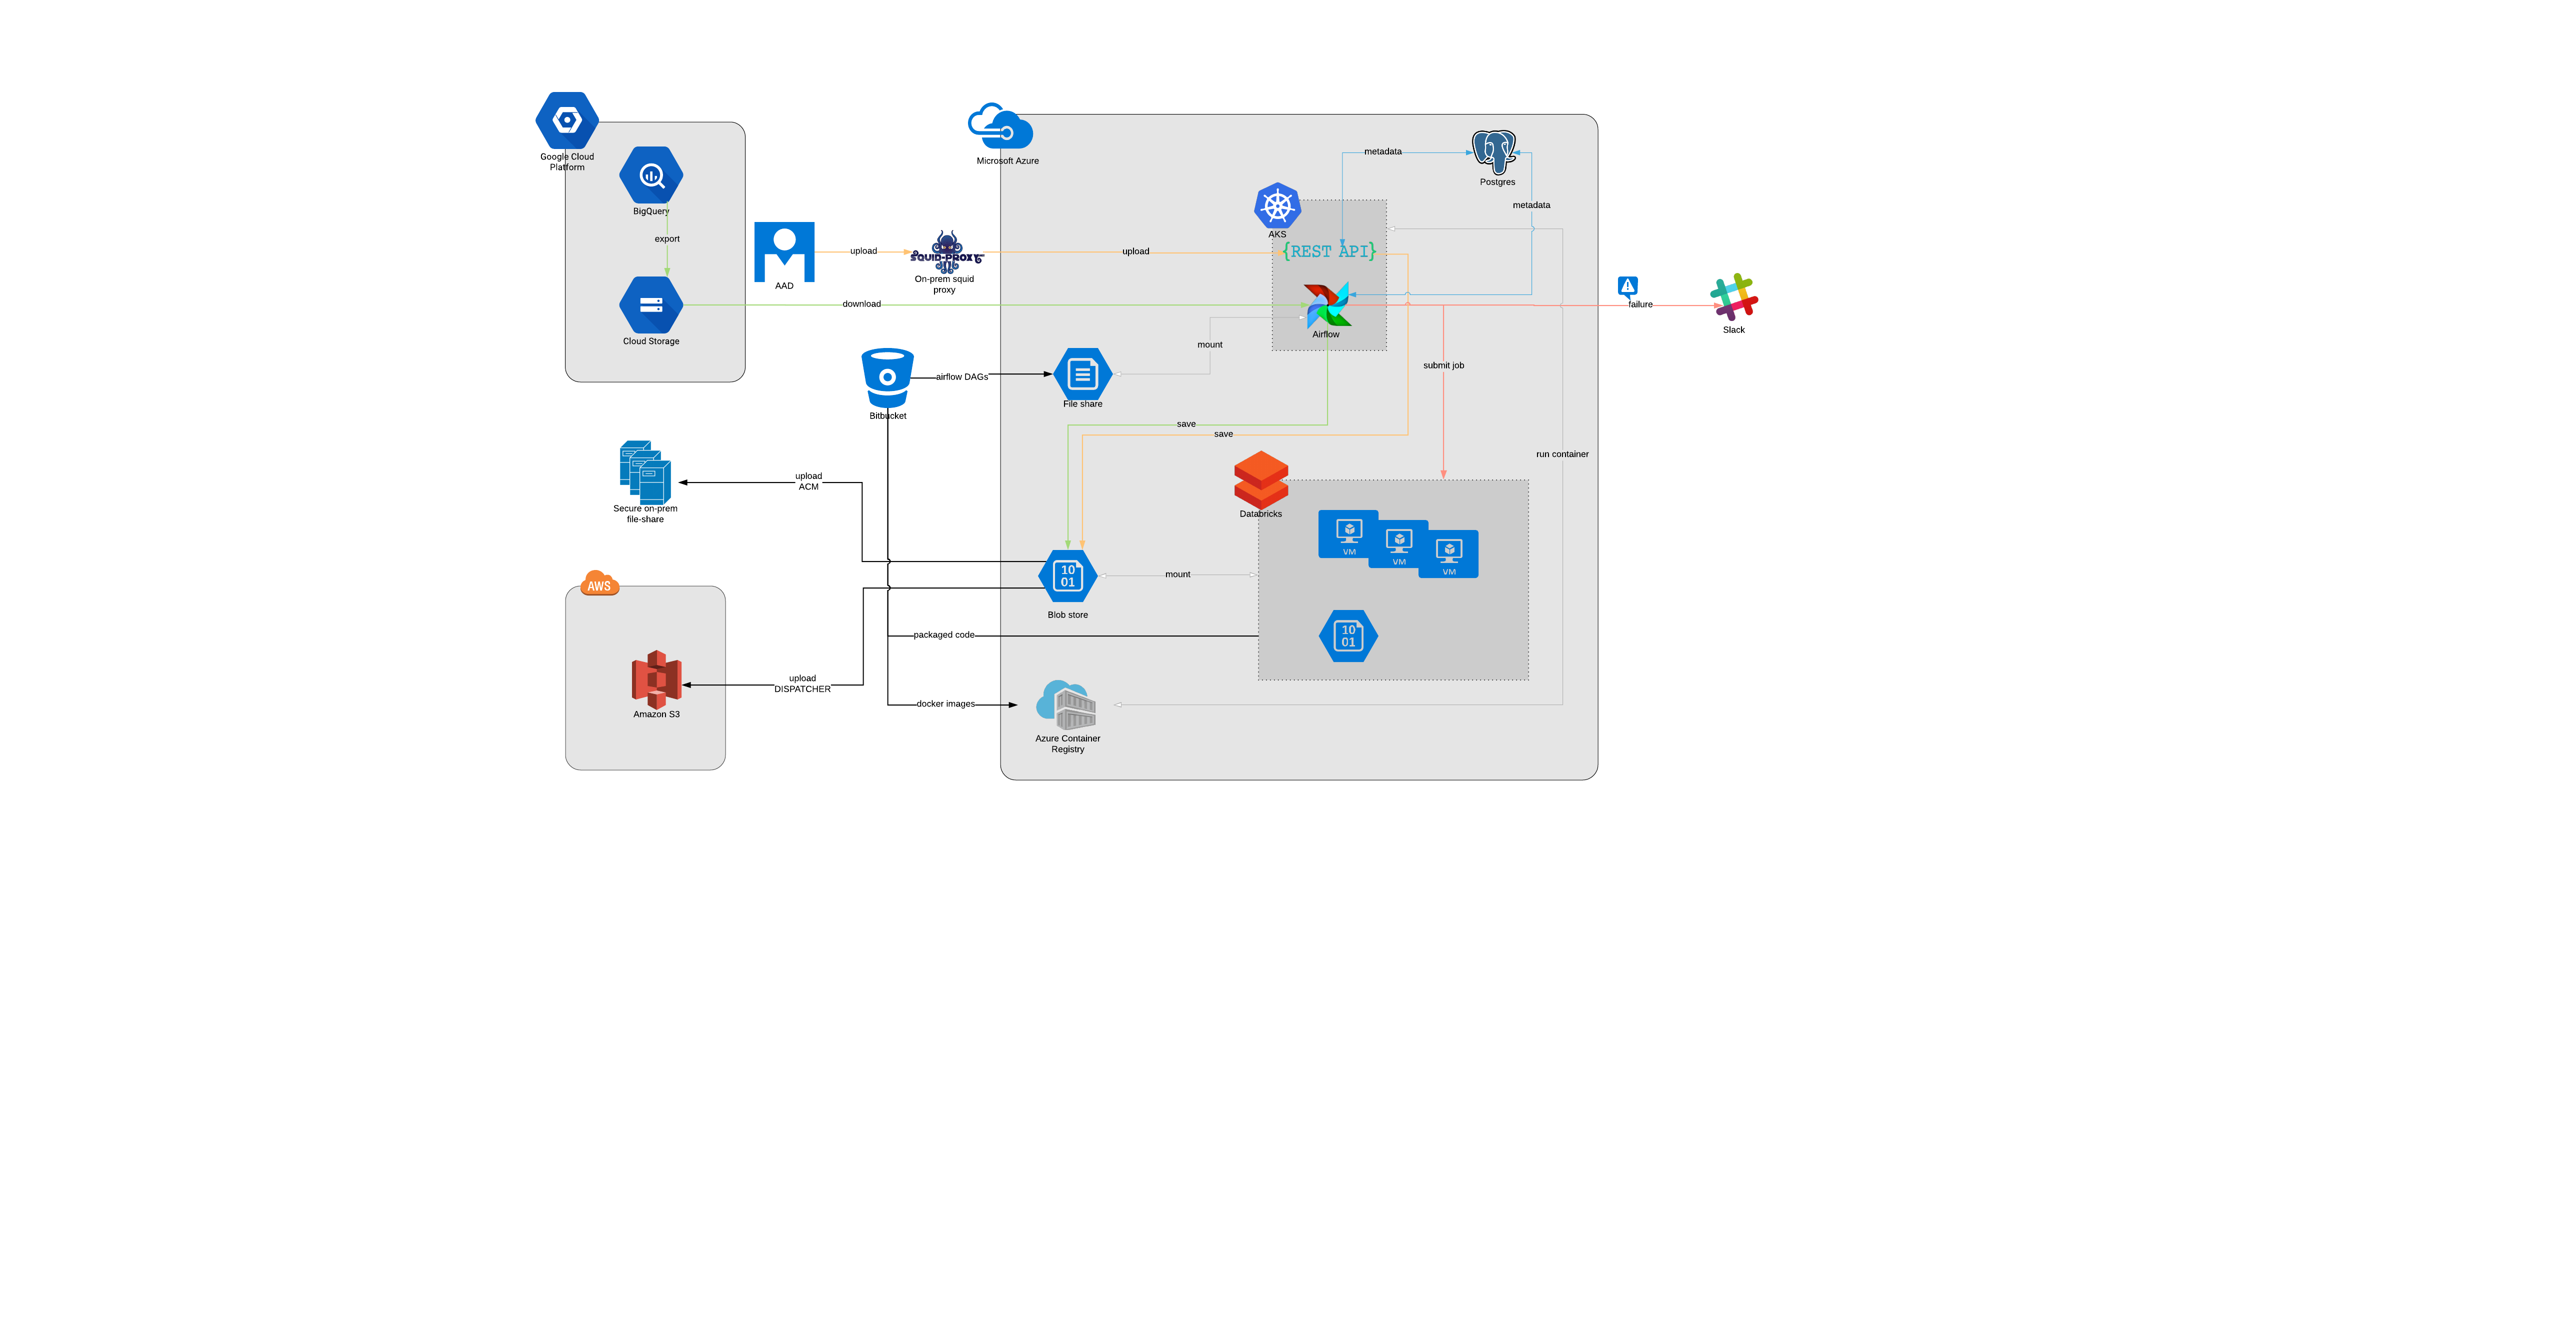 Google Cloud
Platform
BigQuery
export
Cloud Storage
AAD
upload
SQUID-PROXY
On-prem squid
proxy
upload
download
Microsoft Azure
AKS
{REST API}
Airflow
metadata
Postgres
metadata
failure
Slack
mount
submit job
Bitbucket
airflow DAGs
File share
save
save
run container
Secure on-prem
file-share
upload
ACM
Databricks
VM
VM
VM
10
01
Blob store
mount
10
01
AWS
Amazon S3
upload
DISPATCHER
packaged code
docker images
Azure Container
Registry